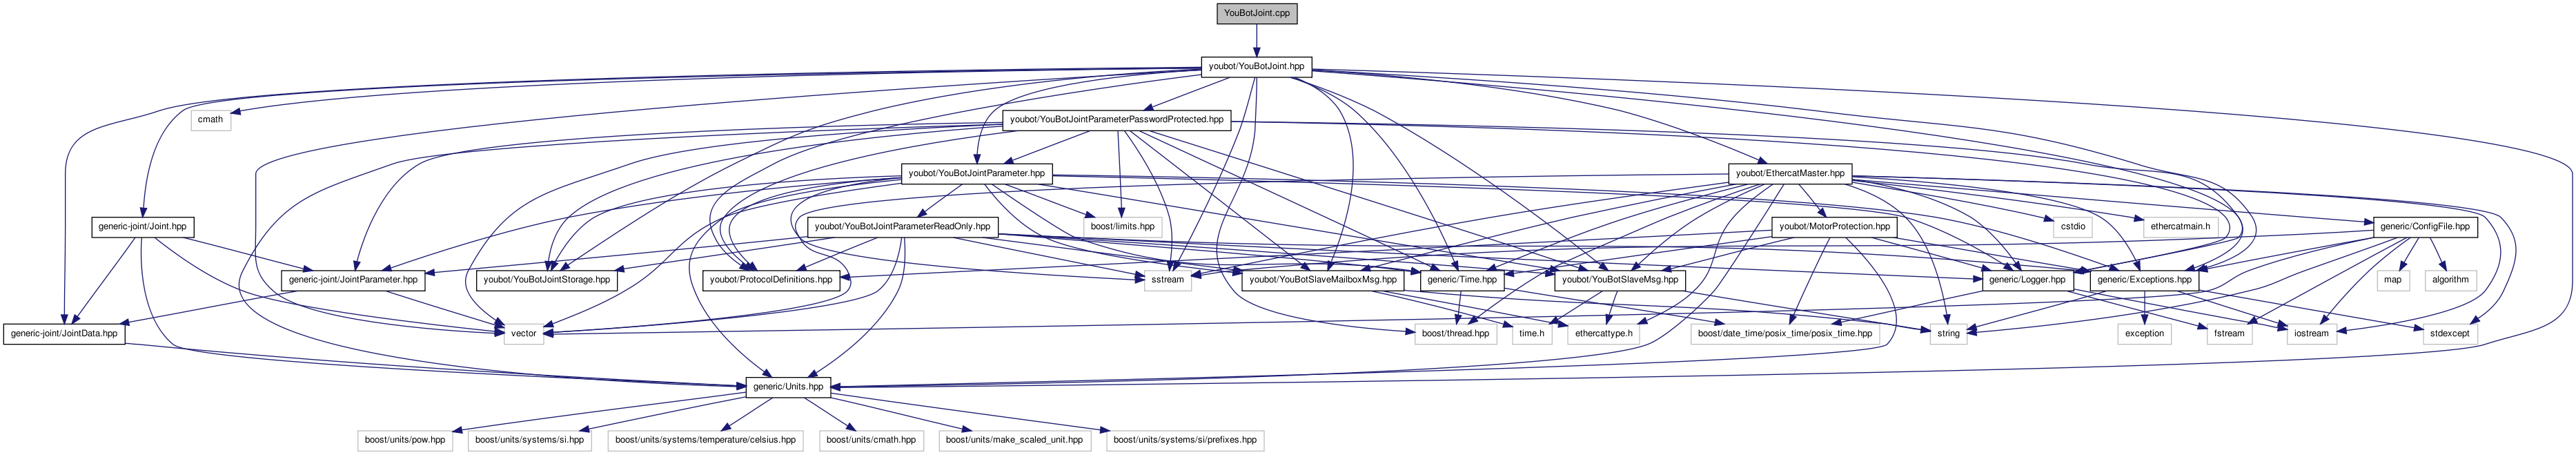 YouBotJoint.cpp
youbot/YouBotJoint.hpp
cmath
youbot/YouBotJointParameterPasswordProtected.hpp
youbot/YouBotJointParameter.hpp
youbot/EthercatMaster.hpp
generic-joint/Joint.hpp
youbot/YouBotJointParameterReadOnly.hpp
boost/limits.hpp
youbot/MotorProtection.hpp
cstdio
ethercatmain.h
generic/ConfigFile.hpp
generic-joint/JointParameter.hpp
youbot/YouBotJointStorage.hpp
youbot/ProtocolDefinitions.hpp
sstream
youbot/YouBotSlaveMailboxMsg.hpp
generic/Time.hpp
youbot/YouBotSlaveMsg.hpp
generic/Logger.hpp
generic/Exceptions.hpp
map
algorithm
generic-joint/JointData.hpp
vector
boost/thread.hpp
time.h
ethercattype.h
boost/date_time/posix_time/posix_time.hpp
string
exception
fstream
iostream
stdexcept
generic/Units.hpp
boost/units/pow.hpp
boost/units/systems/si.hpp
boost/units/systems/temperature/celsius.hpp
boost/units/cmath.hpp
boost/units/make_scaled_unit.hpp
boost/units/systems/si/prefixes.hpp